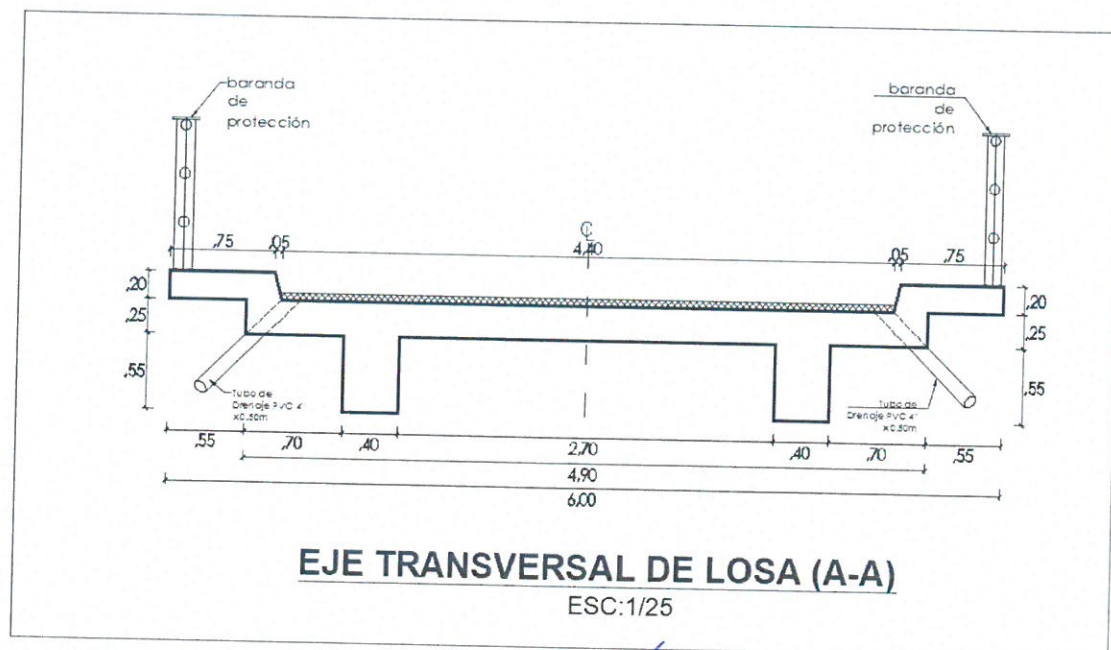 baranda
de
protección
baranda
de
protección
℄
,75 ,05 4,40 ,05 ,75
,20
,25
,55
,20
,25
,55
Tubo de
Drenaje PVC 4"
x0.50m
Tubo de
Drenaje PVC 4"
x0.50m
,55 ,70 ,40 2,70 ,40 ,70 ,55
4,90
6,00
EJE TRANSVERSAL DE LOSA (A-A)
ESC:1/25